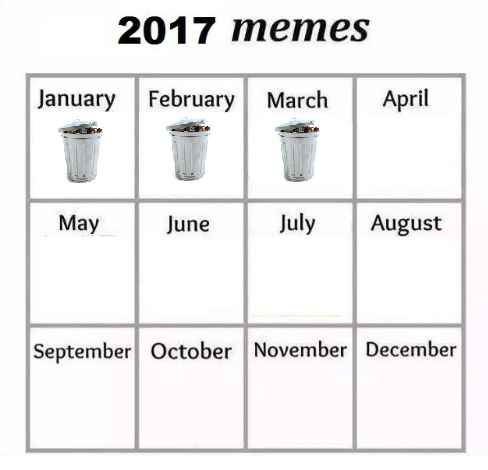 2017 memes
January February March April
May June July August
September October November December